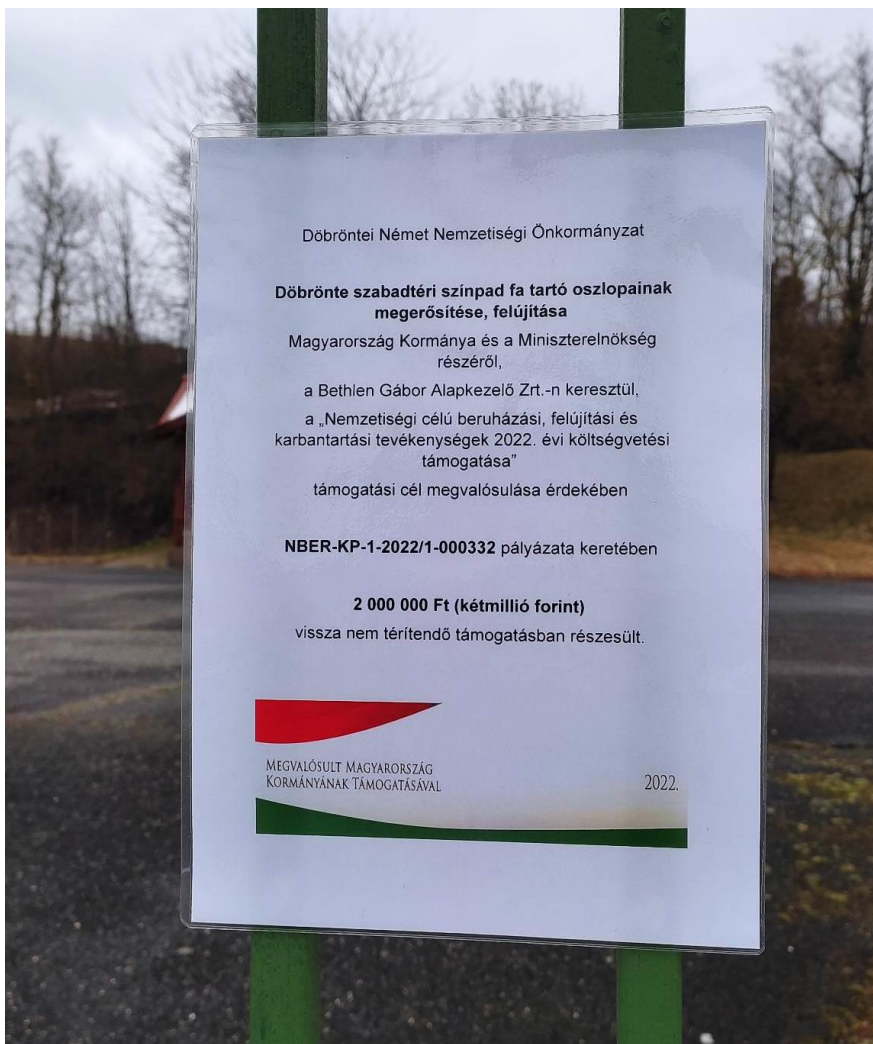 Döbröntei Német Nemzetiségi Önkormányzat
Döbrönte szabadtéri színpad fa tartó oszlopainak
megerősítése, felújítása
Magyarország Kormánya és a Miniszterelnökség
részéről,
a Bethlen Gábor Alapkezelő Zrt.-n keresztül,
a „Nemzetiségi célú beruházási, felújítási és
karbantartási tevékenységek 2022. évi költségvetési
támogatása”
támogatási cél megvalósulása érdekében
NBER-KP-1-2022/1-000332 pályázata keretében
2 000 000 Ft (kétmillió forint)
vissza nem térítendő támogatásban részesült.
MEGVALÓSULT MAGYARORSZÁG
KORMÁNYÁNAK TÁMOGATÁSÁVAL
2022.